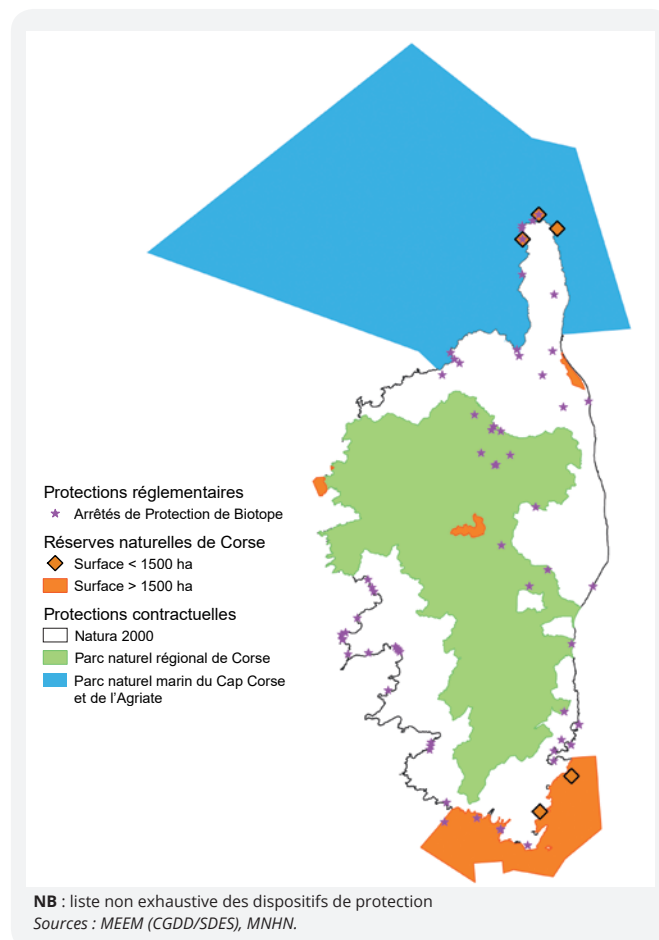 Protections réglementaires
Arrêtés de Protection de Biotope
Réserves naturelles de Corse
Surface < 1500 ha
Surface > 1500 ha
Protections contractuelles
Natura 2000
Parc naturel régional de Corse
Parc naturel marin du Cap Corse
et de l'Agriate
NB : liste non exhaustive des dispositifs de protection
Sources : MEEM (CGDD/SDES), MNHN.